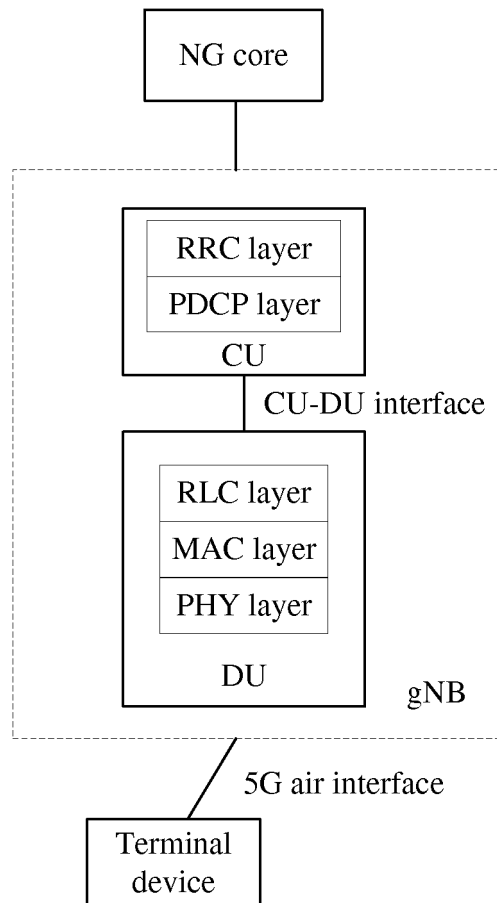 NG core
RRC layer
PDCP layer
CU
CU-DU interface
RLC layer
MAC layer
PHY layer
DU
gNB
5G air interface
Terminal
device